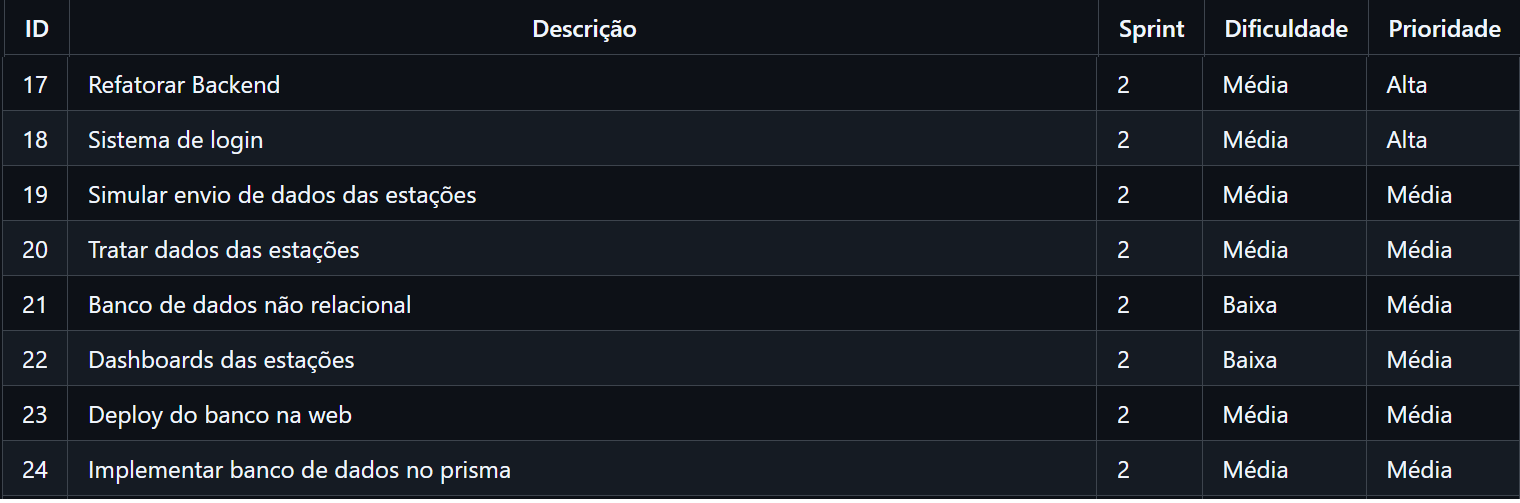 ID Descrição Sprint Dificuldade Prioridade
17 Refatorar Backend 2 Média Alta
18 Sistema de login 2 Média Alta
19 Simular envio de dados das estações 2 Média Média
20 Tratar dados das estações 2 Média Média
21 Banco de dados não relacional 2 Baixa Média
22 Dashboards das estações 2 Baixa Média
23 Deploy do banco na web 2 Média Média
24 Implementar banco de dados no prisma 2 Média Média